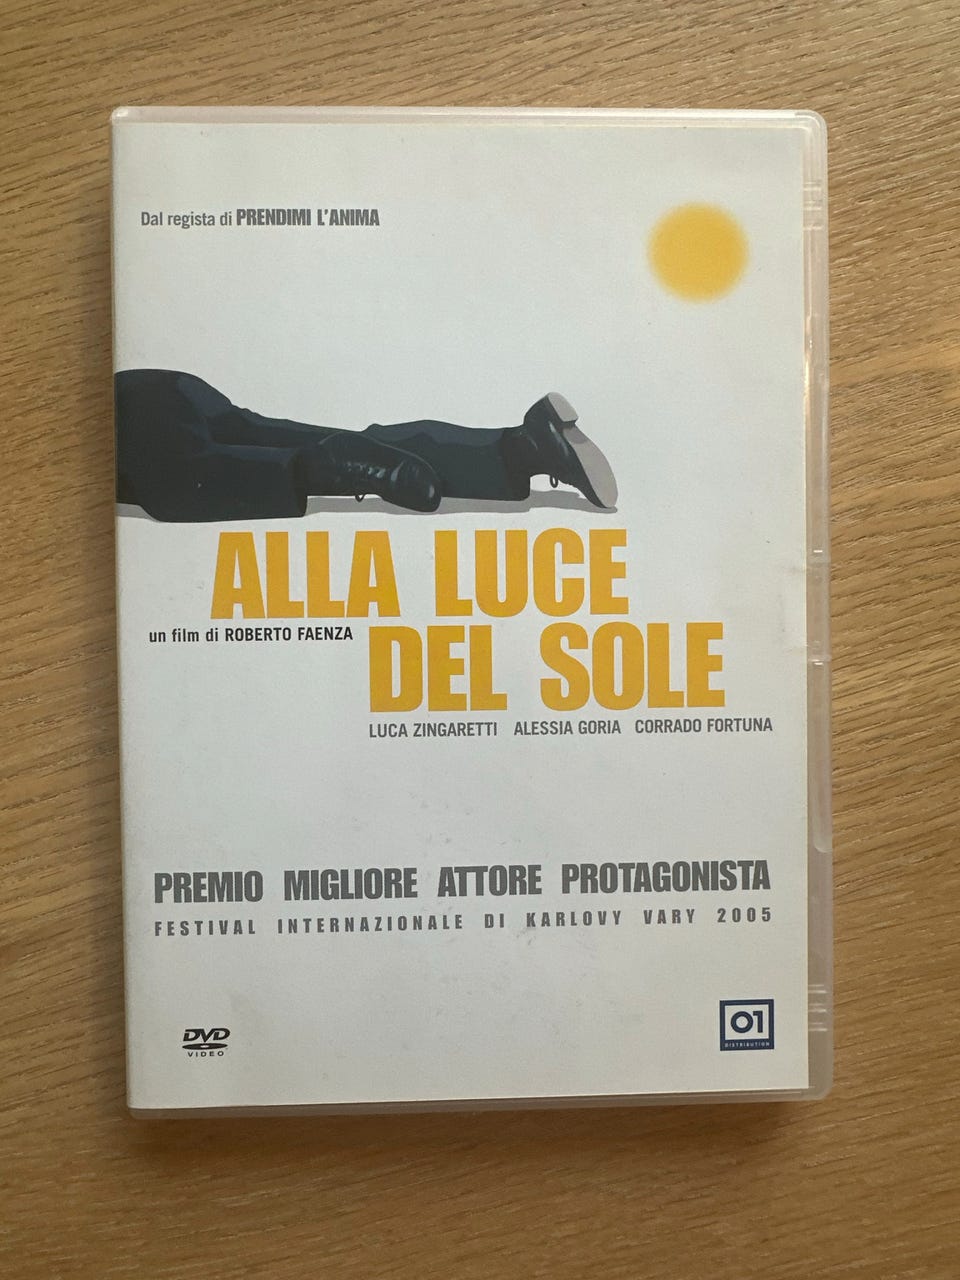 Dal regista di PRENDIMI L'ANIMA
ALLA LUCE
un film di ROBERTO FAENZA
DEL SOLE
LUCA ZINGARETTI ALESSIA GORIA CORRADO FORTUNA
PREMIO MIGLIORE ATTORE PROTAGONISTA
FESTIVAL INTERNAZIONALE DI KARLOVY VARY 2005
DVD
VIDEO
01
DISTRIBUTION